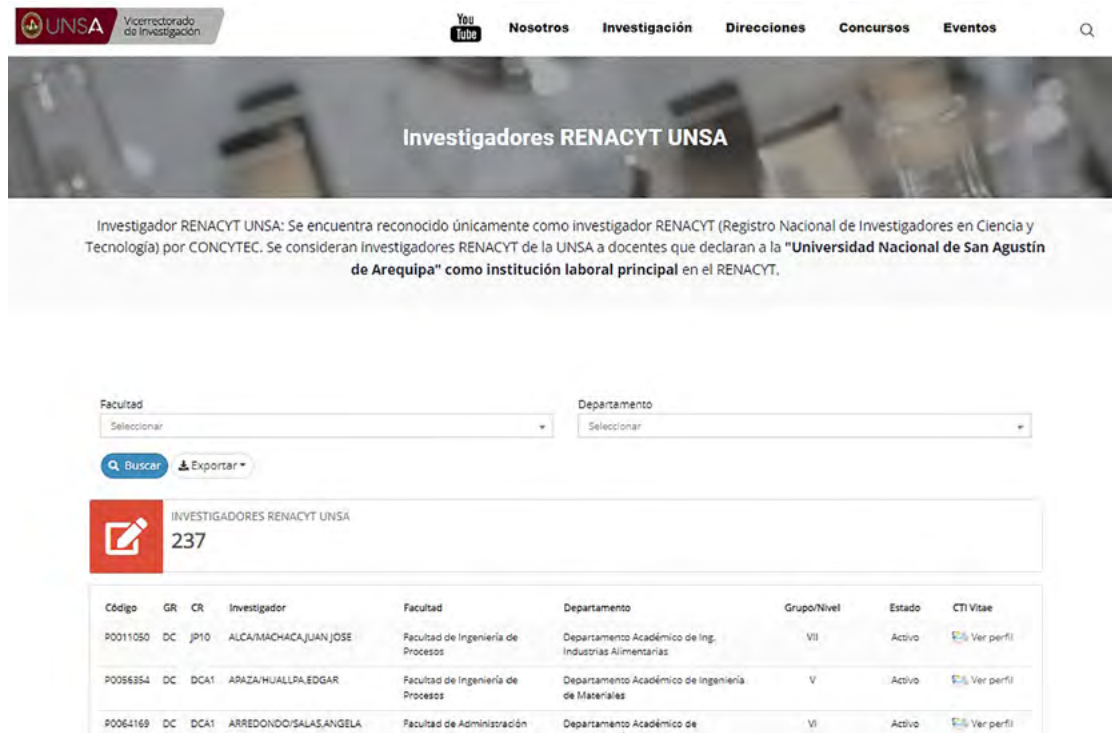 UNSA
Vicerrectorado
de Investigación
You
Tube
Nosotros Investigación Direcciones Concursos Eventos
Investigadores RENACYT UNSA
Investigador RENACYT UNSA: Se encuentra reconocido únicamente como investigador RENACYT (Registro Nacional de Investigadores en Ciencia y
Tecnología) por CONCYTEC. Se consideran investigadores RENACYT de la UNSA a docentes que declaran a la "Universidad Nacional de San Agustín
de Arequipa" como institución laboral principal en el RENACYT.
Facultad Departamento
Seleccionar Seleccionar
Buscar Exportar
INVESTIGADORES RENACYT UNSA
237
Código GR CR Investigador Facultad Departamento Grupo/Nivel Estado CTI Vitae
P0011050 DC JP10 ALCA/MACHACA,JUAN JOSE Facultad de Ingeniería de Departamento Académico de Ing. VII Activo Ver perfil
Procesos Industrias Alimentarias
P0056354 DC DCA1 APAZA/HUALLPA,EDGAR Facultad de Ingeniería de Departamento Académico de Ingeniería V Activo Ver perfil
Procesos de Materiales
P0064169 DC DCA1 ARREDONDO/SALAS,ANGELA Facultad de Administración Departamento Académico de VI Activo Ver perfil